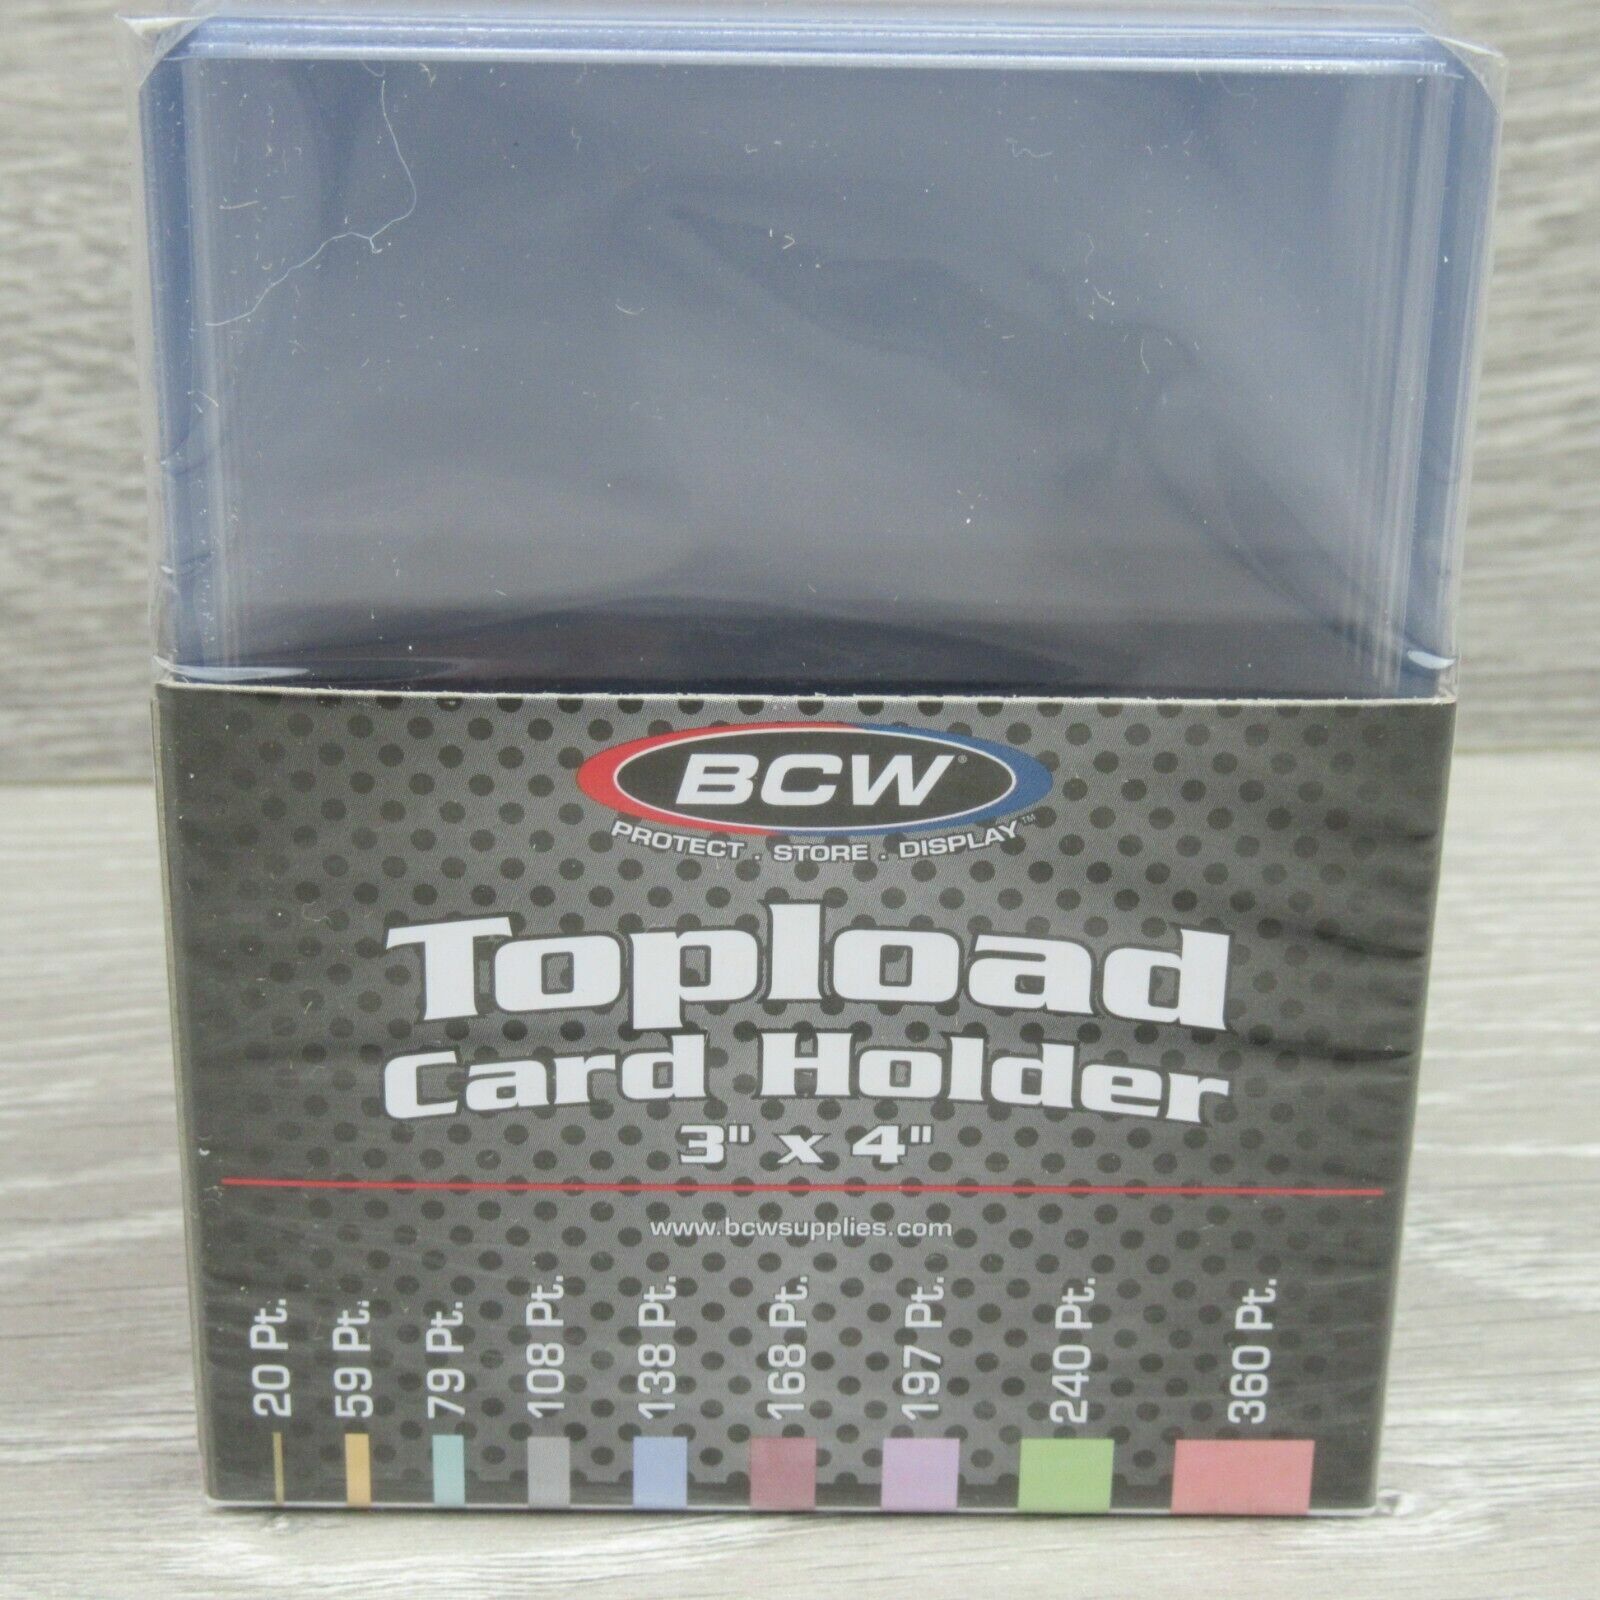 BCW®
PROTECT . STORE . DISPLAY™
Topload
Card Holder
3" x 4"
www.bcwsupplies.com
20 Pt.
59 Pt.
79 Pt.
108 Pt.
138 Pt.
168 Pt.
197 Pt.
240 Pt.
360 Pt.